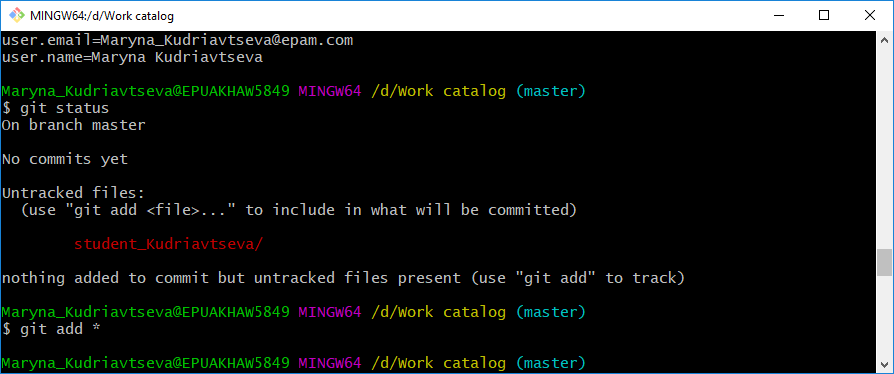 MINGW64:/d/Work catalog
user.email=Maryna_Kudriavtseva@epam.com
user.name=Maryna Kudriavtseva
Maryna_Kudriavtseva@EPUAKHAW5849 MINGW64 /d/Work catalog (master)
$ git status
On branch master
No commits yet
Untracked files:
  (use "git add <file>..." to include in what will be committed)
        student_Kudriavtseva/
nothing added to commit but untracked files present (use "git add" to track)
Maryna_Kudriavtseva@EPUAKHAW5849 MINGW64 /d/Work catalog (master)
$ git add *
Maryna_Kudriavtseva@EPUAKHAW5849 MINGW64 /d/Work catalog (master)